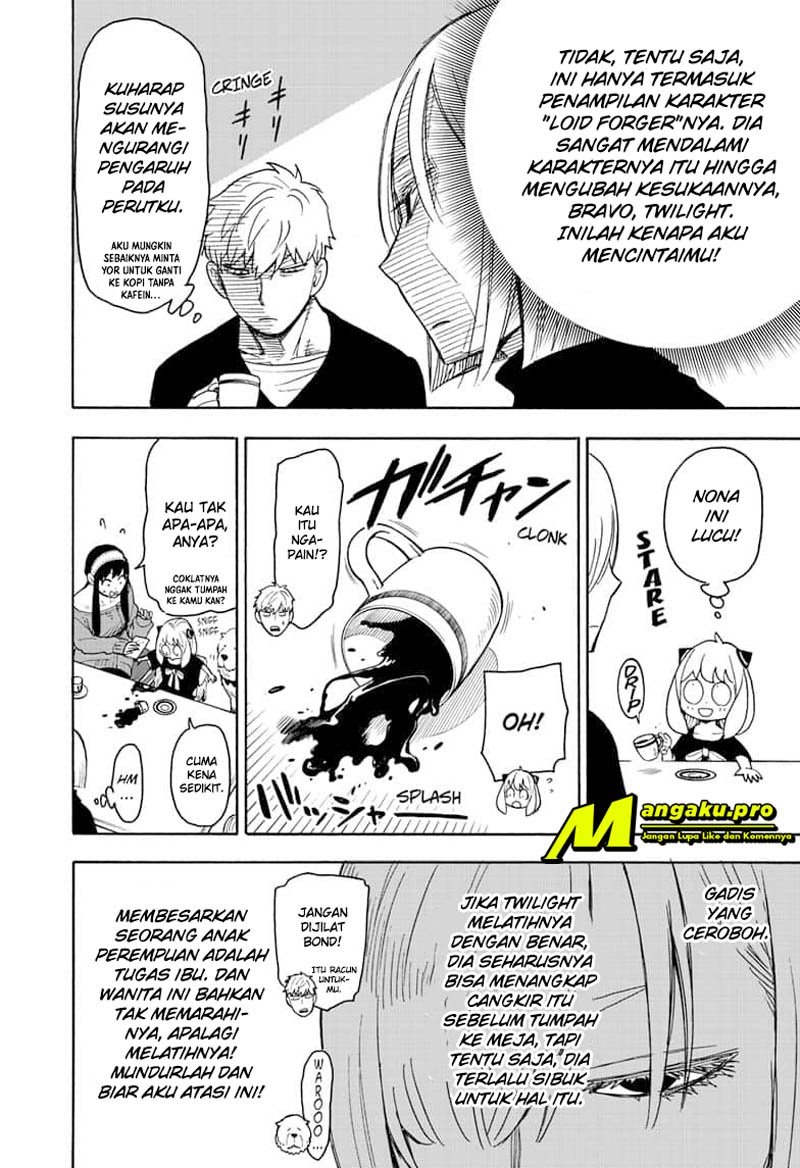 TIDAK, TENTU SAJA,
INI HANYA TERMASUK
PENAMPILAN KARAKTER
"LOID FORGER"NYA. DIA
SANGAT MENDALAMI
KARAKTERNYA ITU HINGGA
MENGUBAH KESUKAANNYA,
BRAVO, TWILIGHT.
INILAH KENAPA AKU
MENCINTAIMU!
CRINGE
キ
キ
KUHARAP
SUSUNYA
AKAN ME-
NGURANGI
PENGARUH
PADA
PERUTKU.
AKU MUNGKIN
SEBAIKNYA MINTA
YOR UNTUK GANTI
KE KOPI TANPA
KAFEIN...
NONA
INI
LUCU!
STARE
DRIP
ガチャン
CLONK
KAU
ITU
NGA-
PAIN!?
OH!
バッシャ
SPLASH
KAU TAK
APA-APA,
ANYA?
COKLATNYA
NGGAK TUMPAH
KE KAMU KAN?
SNIFF
SNIFF
CUMA
KENA
SEDIKIT.
HM
...
Mangaku.pro
Jangan Lupa Like dan Komennya
GADIS
YANG
CEROBOH.
JIKA TWILIGHT
MELATIHNYA
DENGAN BENAR,
DIA SEHARUSNYA
BISA MENANGKAP
CANGKIR ITU
SEBELUM TUMPAH
KE MEJA, TAPI
TENTU SAJA, DIA
TERLALU SIBUK
UNTUK HAL ITU.
JANGAN
DIJILAT
BOND!
ITU RACUN
UNTUK-
MU.
WAROOO...
MEMBESARKAN
SEORANG ANAK
PEREMPUAN ADALAH
TUGAS IBU. DAN
WANITA INI BAHKAN
TAK MEMARAHI-
NYA, APALAGI
MELATIHNYA!
MUNDURLAH DAN
BIAR AKU ATASI INI!